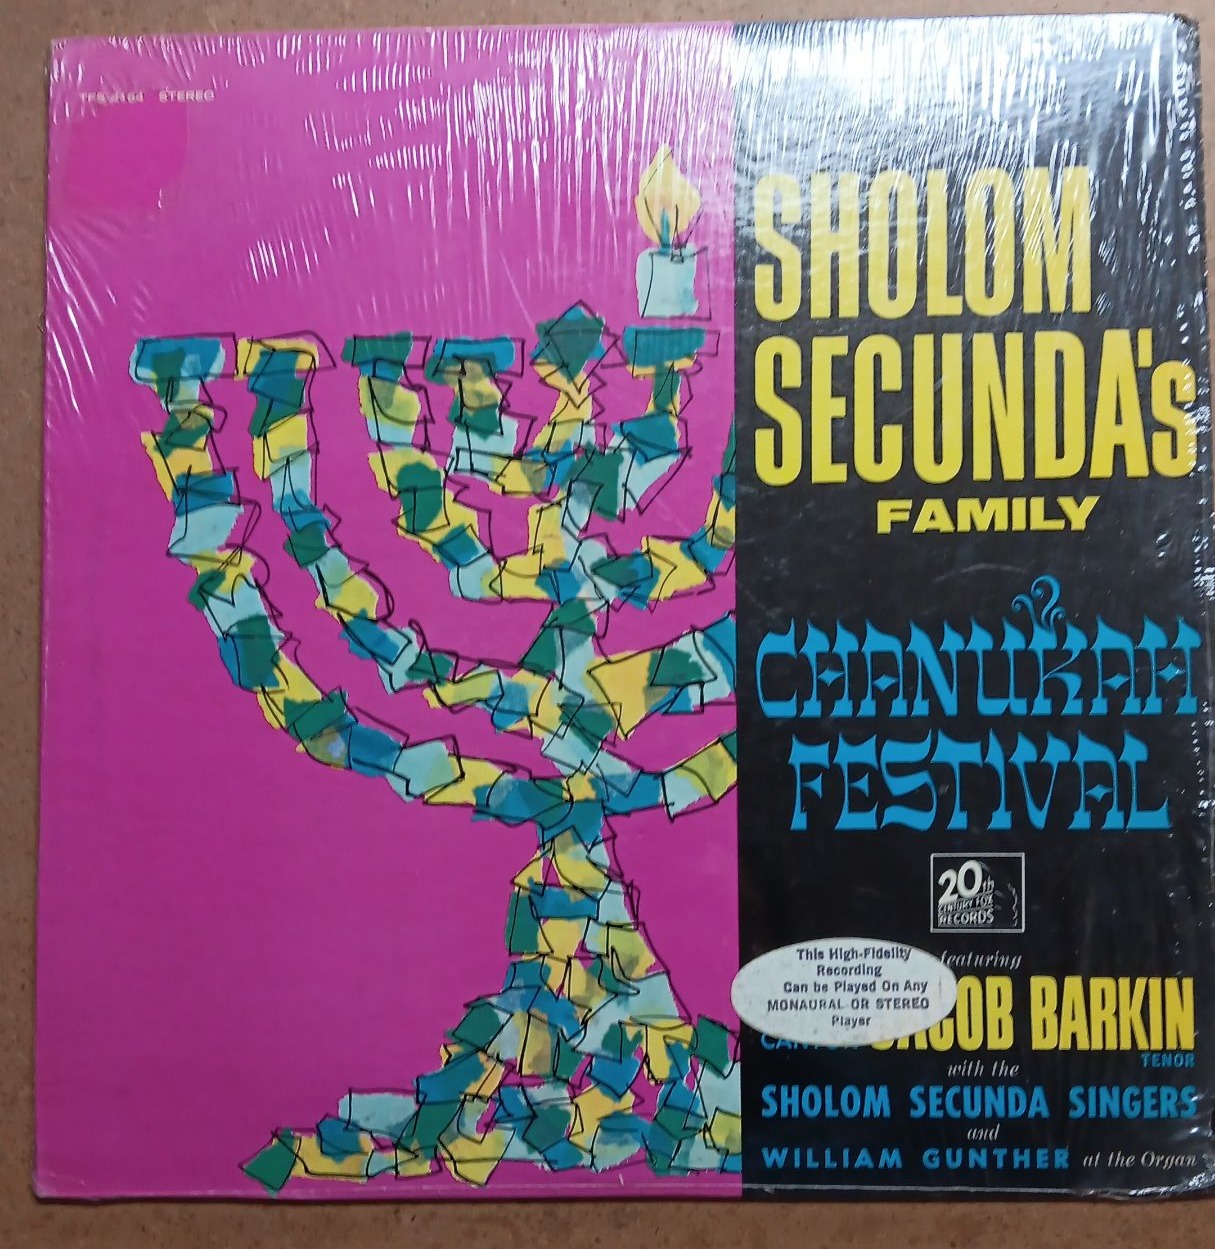 STEREO
SHOLOM
SECUNDA's
FAMILY
CHANUKAH
FESTIVAL
20th
CENTURY FOX
RECORDS
featuring
This High-Fidelity
Recording
Can be Played On Any
MONAURAL OR STEREO
Player
BARKIN
TENOR
with the
SHOLOM SECUNDA SINGERS
and
WILLIAM GUNTHER at the Organ